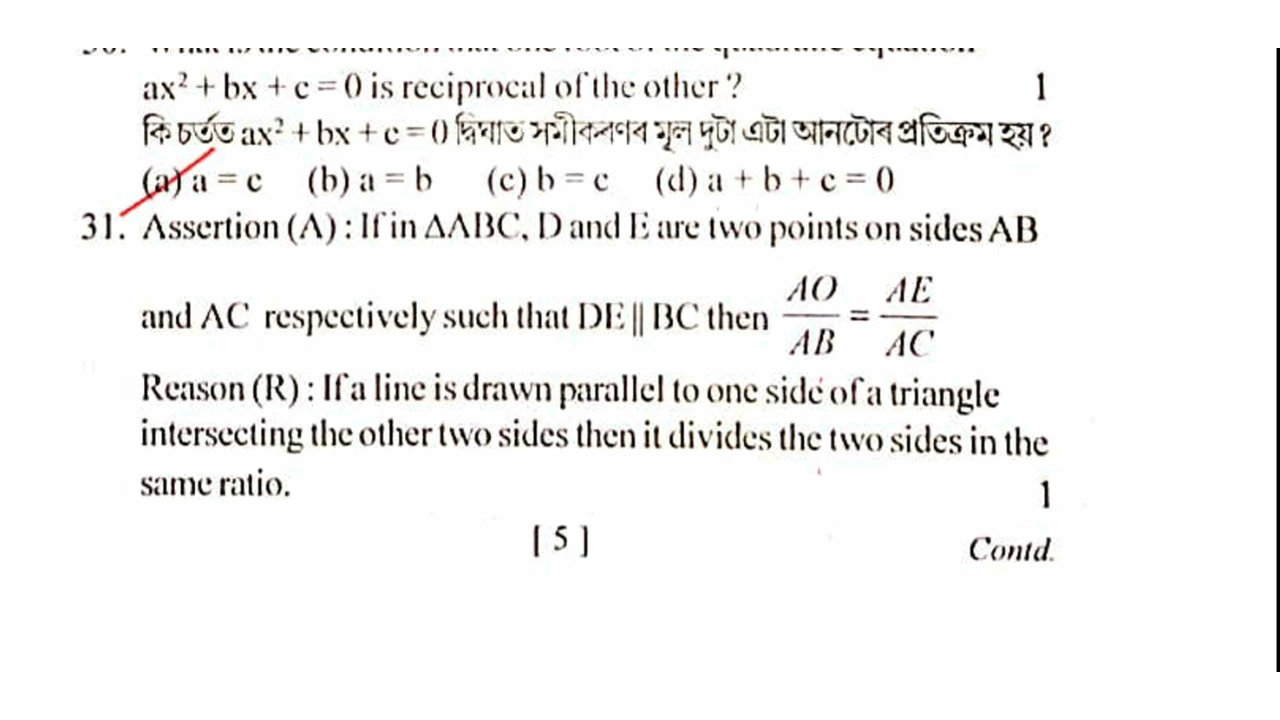 ax² + bx + c = 0 is reciprocal of the other ? 1
কি চৰ্তত ax² + bx + c = 0 দ্বিঘাত সমীকৰণৰ মূল দুটা এটা আনটোৰ প্ৰতিক্ৰম হয় ?
(a) a = c (b) a = b (c) b = c (d) a + b + c = 0
31. Assertion (A) : If in ΔABC, D and E are two points on sides AB
and AC respectively such that DE || BC then AO/AB = AE/AC
Reason (R) : If a line is drawn parallel to one side of a triangle
intersecting the other two sides then it divides the two sides in the
same ratio. 1
[ 5 ] Contd.